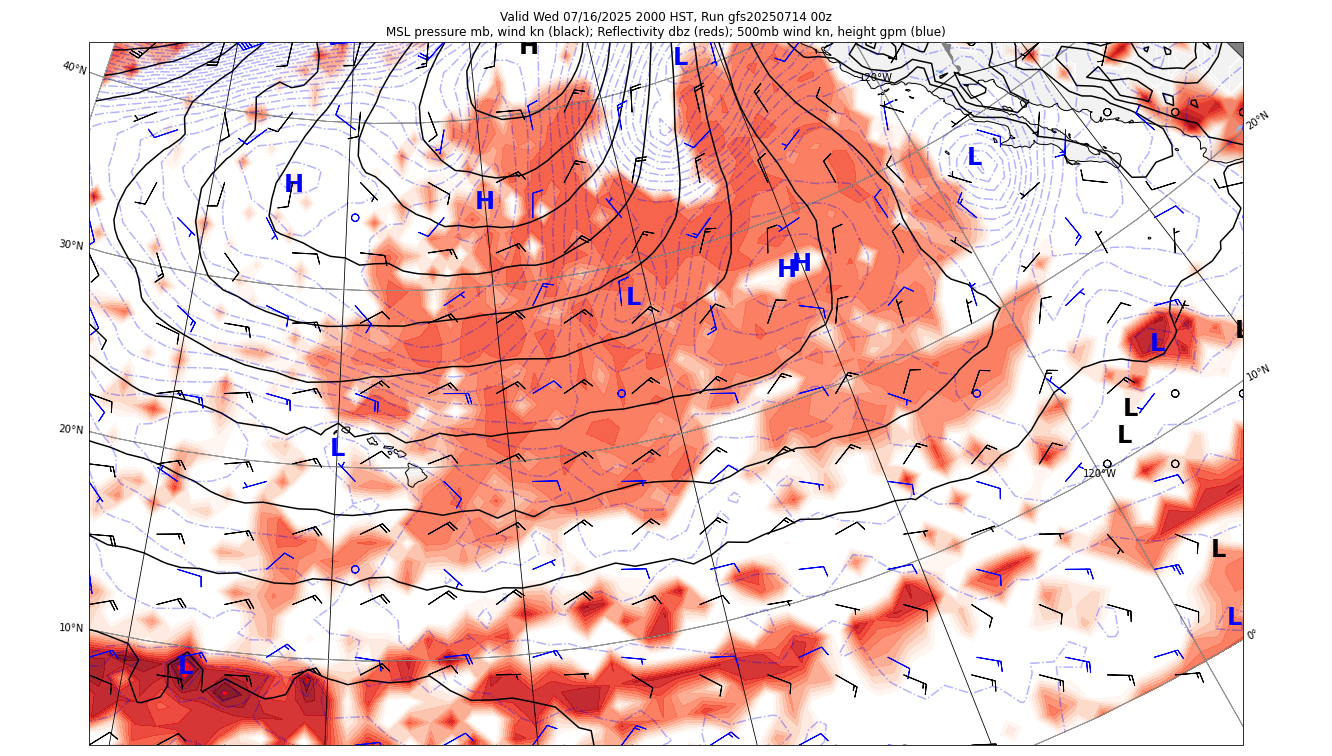 Valid Wed 07/16/2025 2000 HST, Run gfs20250714 00z
MSL pressure mb, wind kn (black); Reflectivity dbz (reds); 500mb wind kn, height gpm (blue)
H
L
40°N
120°W
20°N
L
H
H
30°N
H
H
L
L
L
10°N
L
20°N
L
L
120°W
L
10°N
L
0°
L